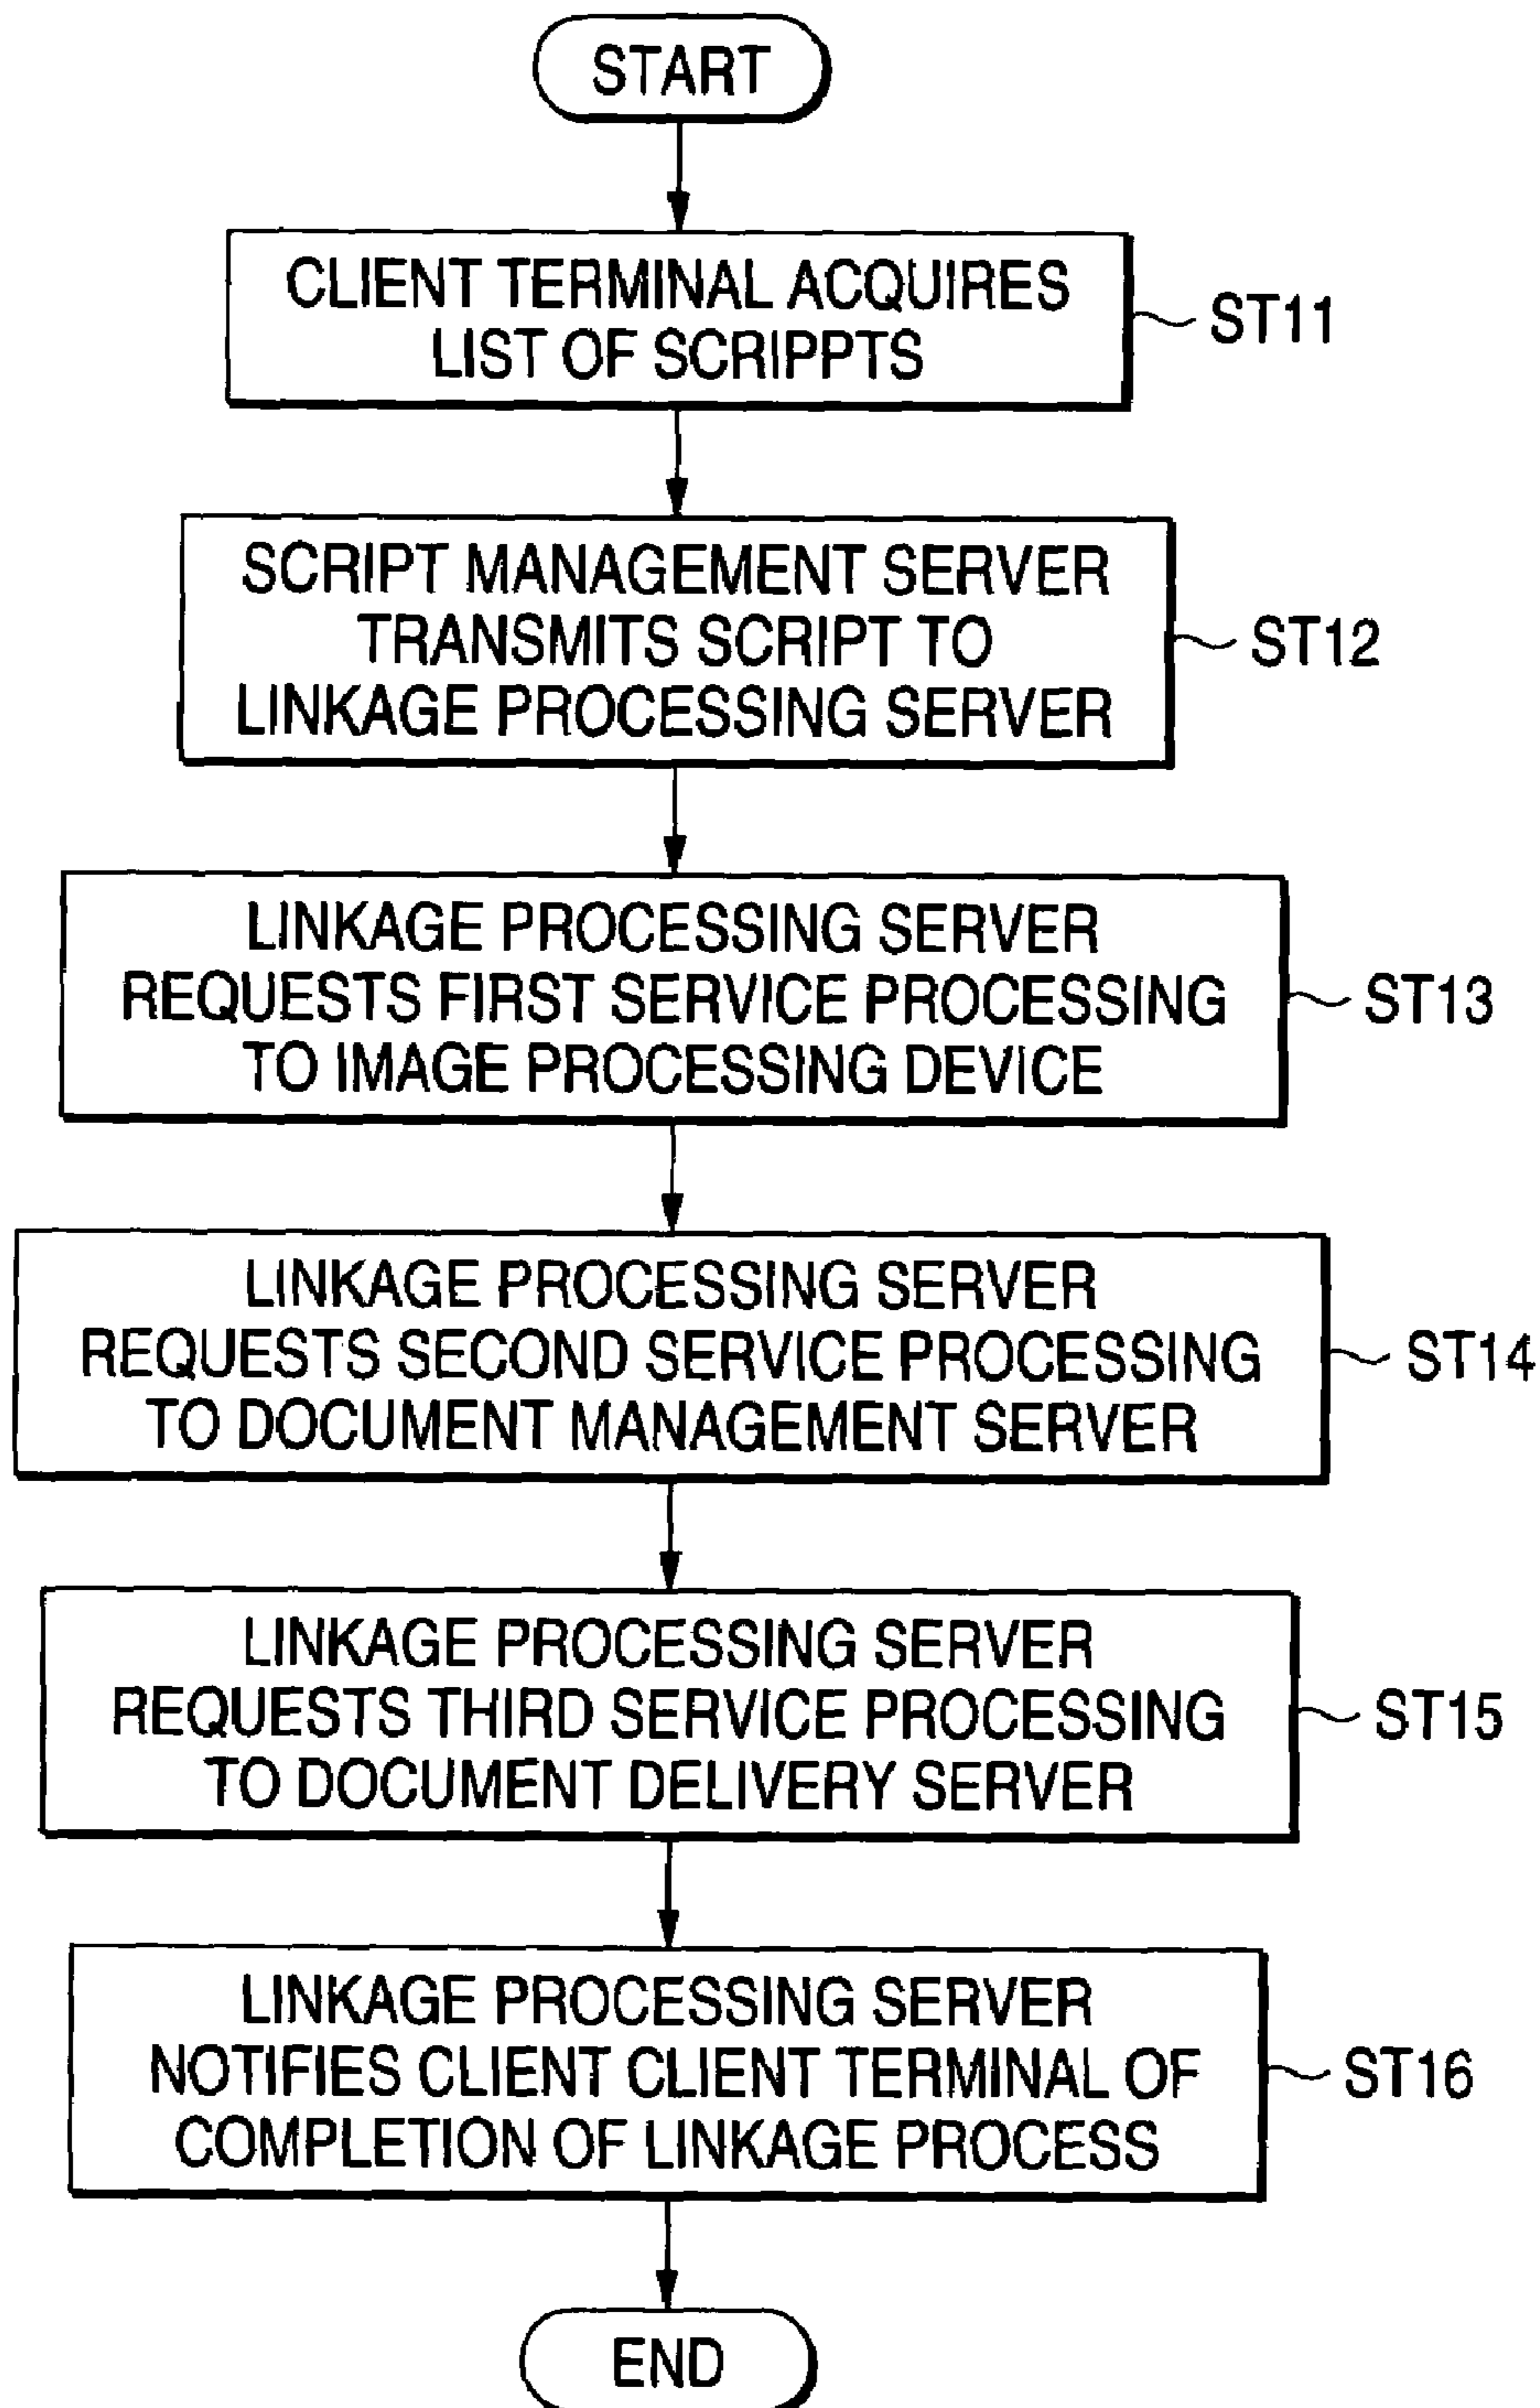 START
CLIENT TERMINAL ACQUIRES
LIST OF SCRIPPTS
ST11
SCRIPT MANAGEMENT SERVER
TRANSMITS SCRIPT TO
LINKAGE PROCESSING SERVER
ST12
LINKAGE PROCESSING SERVER
REQUESTS FIRST SERVICE PROCESSING
TO IMAGE PROCESSING DEVICE
ST13
LINKAGE PROCESSING SERVER
REQUESTS SECOND SERVICE PROCESSING
TO DOCUMENT MANAGEMENT SERVER
ST14
LINKAGE PROCESSING SERVER
REQUESTS THIRD SERVICE PROCESSING
TO DOCUMENT DELIVERY SERVER
ST15
LINKAGE PROCESSING SERVER
NOTIFIES CLIENT CLIENT TERMINAL OF
COMPLETION OF LINKAGE PROCESS
ST16
END